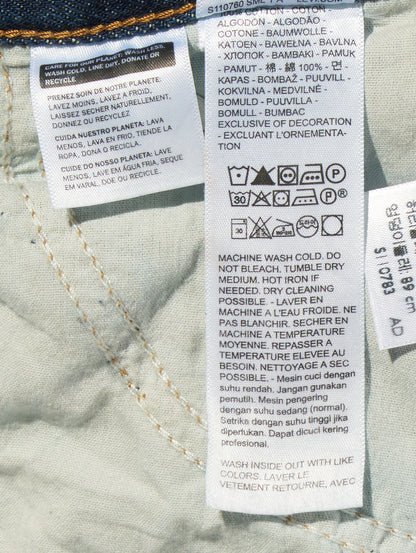 CARE FOR OUR PLANET: WASH LESS,
WASH COLD. LINE DRY. DONATE OR
RECYCLE.
PRENEZ SOIN DE NOTRE PLANETE:
LAVEZ MOINS, LAVEZ A FROID,
LAISSEZ SECHER NATURELLEMENT,
DONNEZ OU RECYCLEZ.
CUIDA NUESTRO PLANETA: LAVA
MENOS, LAVA EN FRIO, TIENDE LA
ROPA, DONA O RECICLA.
CUIDE DO NOSSO PLANETA: LAVE
MENOS, LAVE EM ÁGUA FRIA, SEQUE
EM VARAL, DOE OU RECICLE.
S110780
ALGODÓN - ALGODÃO
- COTONE - BAUMWOLLE -
KATOEN - BAWEŁNA - BAVLNA
- ХЛОПОК - BAMBAKI - PAMUK
- PAMUT - 棉 - 綿 100% - 면 -
KAPAS - BOMBAŽ - PUUVILL -
KOKVILNA - MEDVILNĖ -
BOMULD - PUUVILLA -
BOMULL - BUMBAC
EXCLUSIVE OF DECORATION
- EXCLUANT L'ORNEMENTA-
TION
MACHINE WASH COLD. DO
NOT BLEACH. TUMBLE DRY
MEDIUM. HOT IRON IF
NEEDED. DRY CLEANING
POSSIBLE. - LAVER EN
MACHINE A L'EAU FROIDE. NE
PAS BLANCHIR. SECHER EN
MACHINE A TEMPERATURE
MOYENNE. REPASSER A
TEMPERATURE ELEVEE AU
BESOIN. NETTOYAGE A SEC
POSSIBLE. - Mesin cuci dengan
suhu rendah. Jangan gunakan
pemutih. Mesin pengering
dengan suhu sedang (normal).
Setrika dengan suhu tinggi jika
diperlukan. Dapat dicuci kering
profesional.
WASH INSIDE OUT WITH LIKE
COLORS. LAVER LE
VETEMENT RETOURNE, AVEC
89 cm
S110783
AD